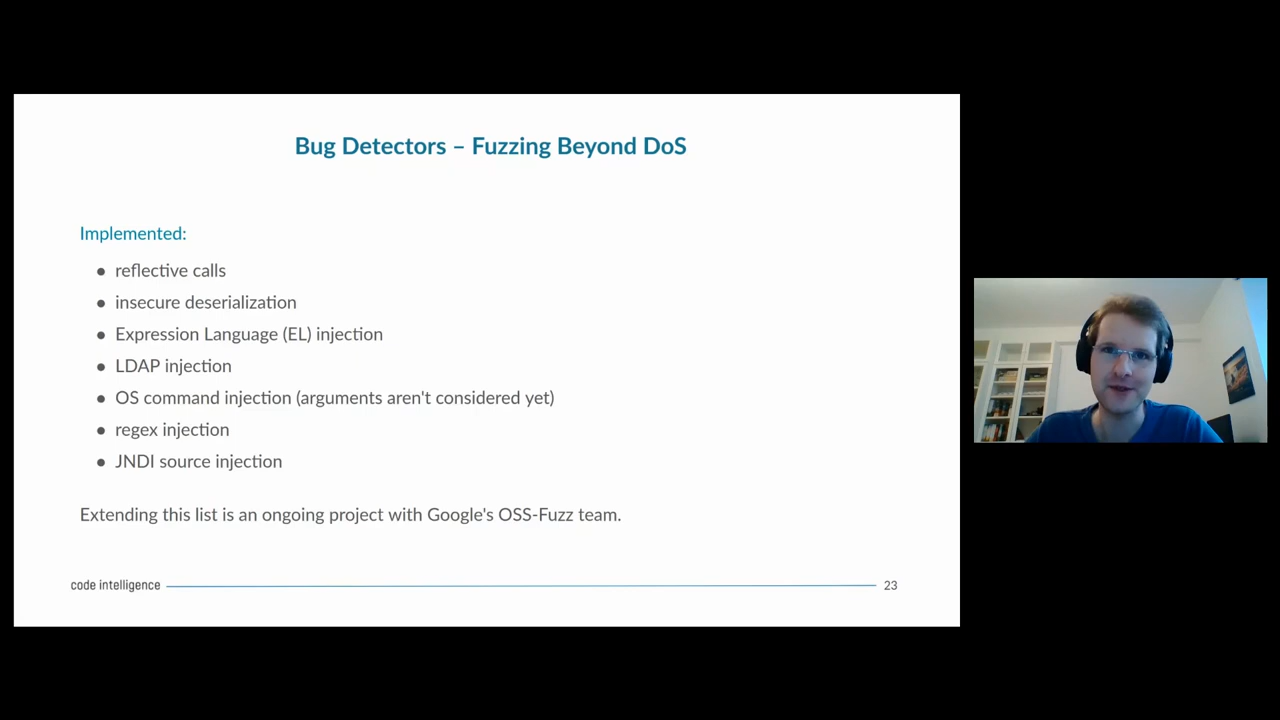 Bug Detectors – Fuzzing Beyond DoS
Implemented:
● reflective calls
● insecure deserialization
● Expression Language (EL) injection
● LDAP injection
● OS command injection (arguments aren't considered yet)
● regex injection
● JNDI source injection
Extending this list is an ongoing project with Google's OSS-Fuzz team.
code intelligence
23